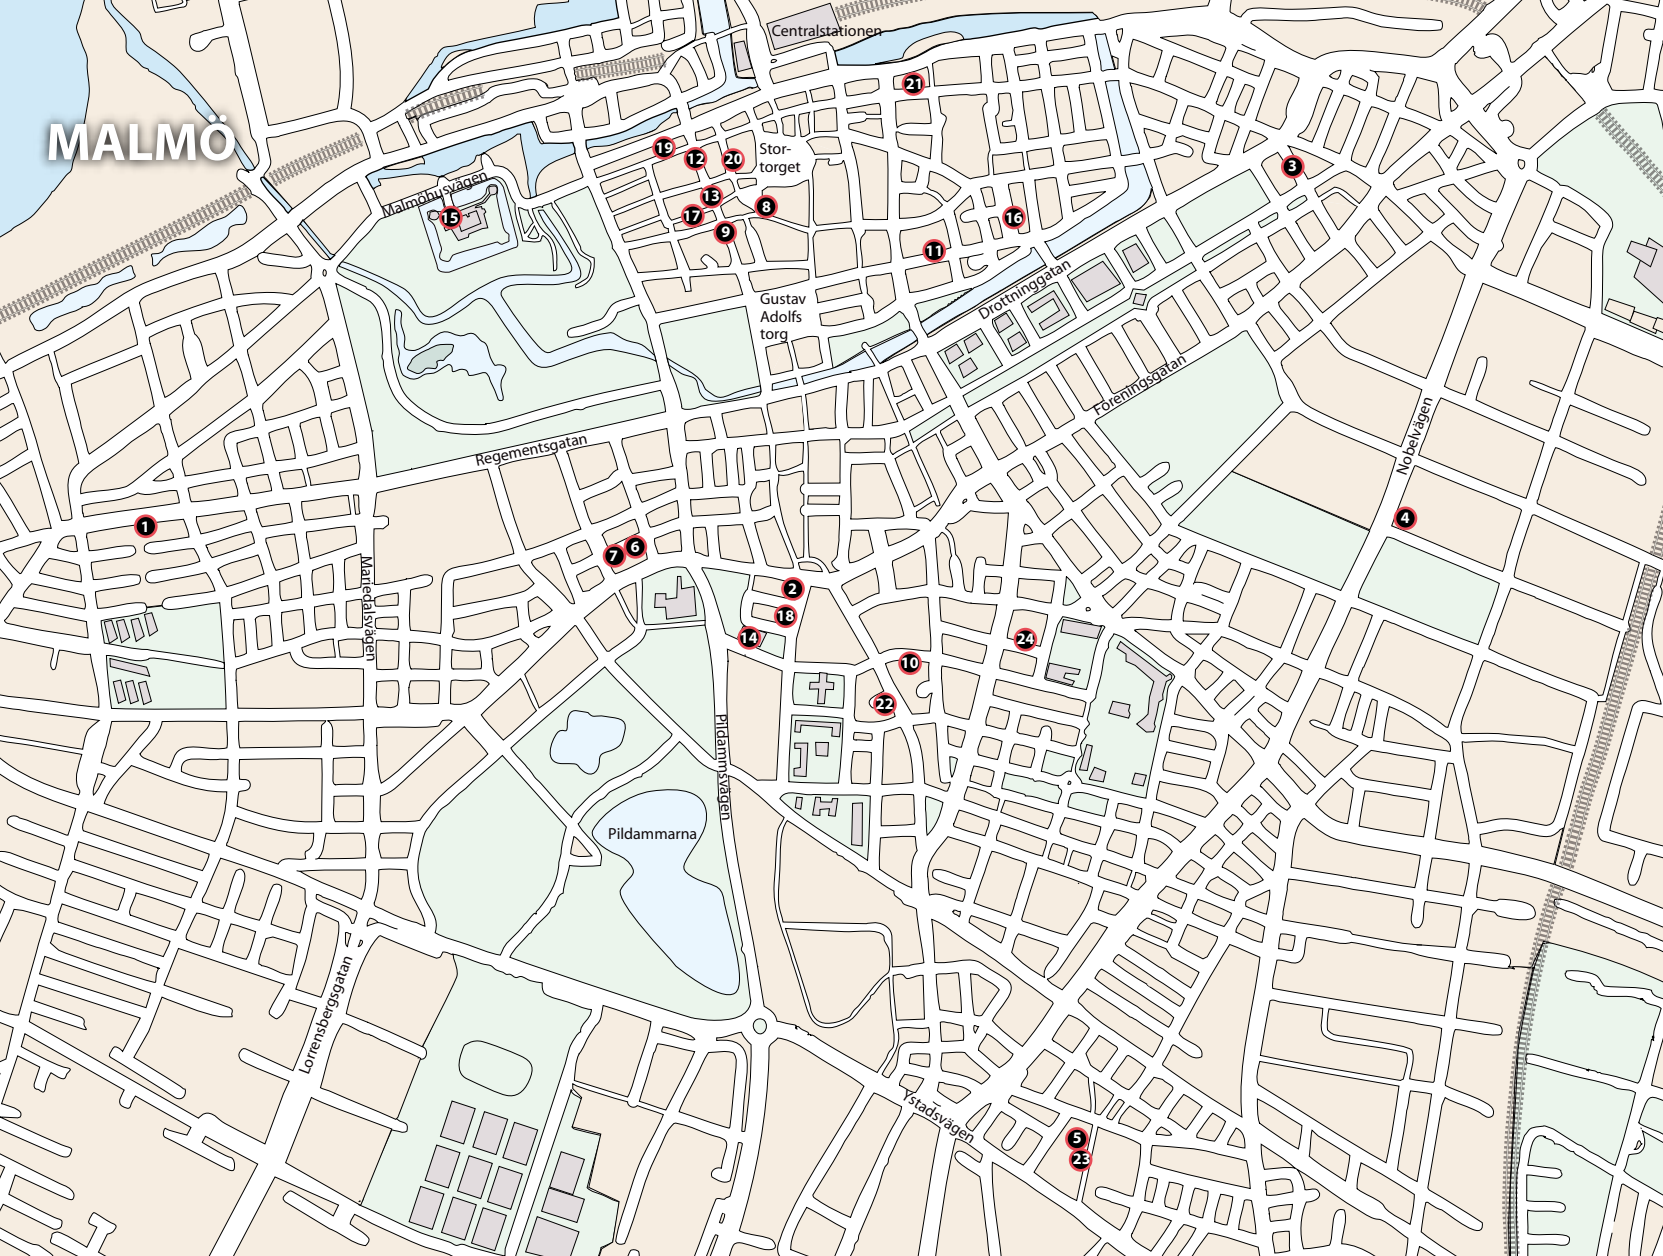 Centralstationen
21
MALMÖ
19
12
20
Stor-
torget
3
Malmöhusvägen
13
8
15
17
16
9
11
Drottninggatan
Gustav
Adolfs
torg
Föreningsgatan
Nobelvägen
Regementsgatan
1
4
7
6
Mariedalsvägen
2
18
14
24
10
22
Pildammsvägen
Pildammarna
Lorrensbergsgatan
Ystadsvägen
5
23